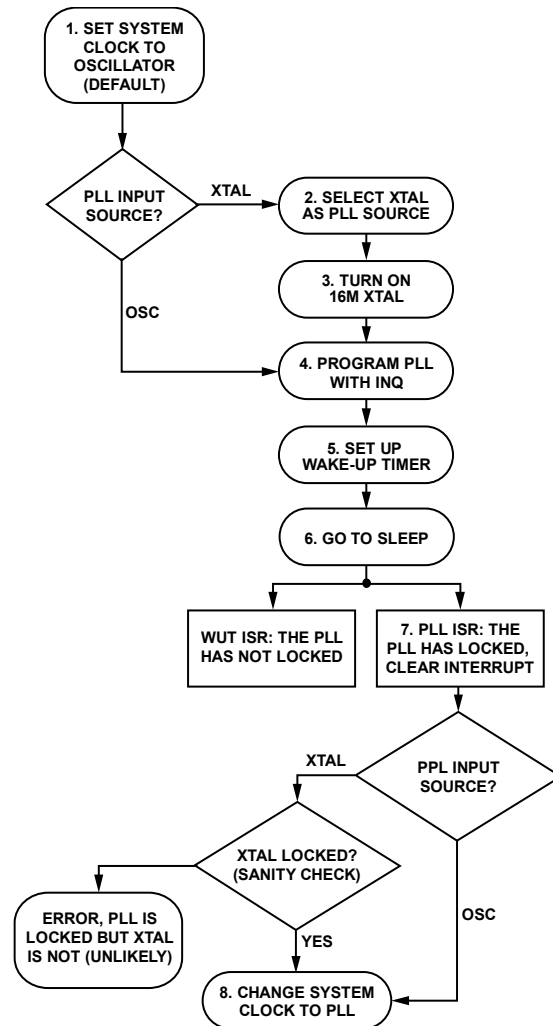 1. SET SYSTEM
CLOCK TO
OSCILLATOR
(DEFAULT)
PLL INPUT
SOURCE?
XTAL
2. SELECT XTAL
AS PLL SOURCE
3. TURN ON
16M XTAL
OSC
4. PROGRAM PLL
WITH INQ
5. SET UP
WAKE-UP TIMER
6. GO TO SLEEP
WUT ISR: THE PLL
HAS NOT LOCKED
7. PLL ISR: THE
PLL HAS LOCKED,
CLEAR INTERRUPT
PPL INPUT
SOURCE?
XTAL
XTAL LOCKED?
(SANITY CHECK)
OSC
ERROR, PLL IS
LOCKED BUT XTAL
IS NOT (UNLIKELY)
YES
8. CHANGE SYSTEM
CLOCK TO PLL